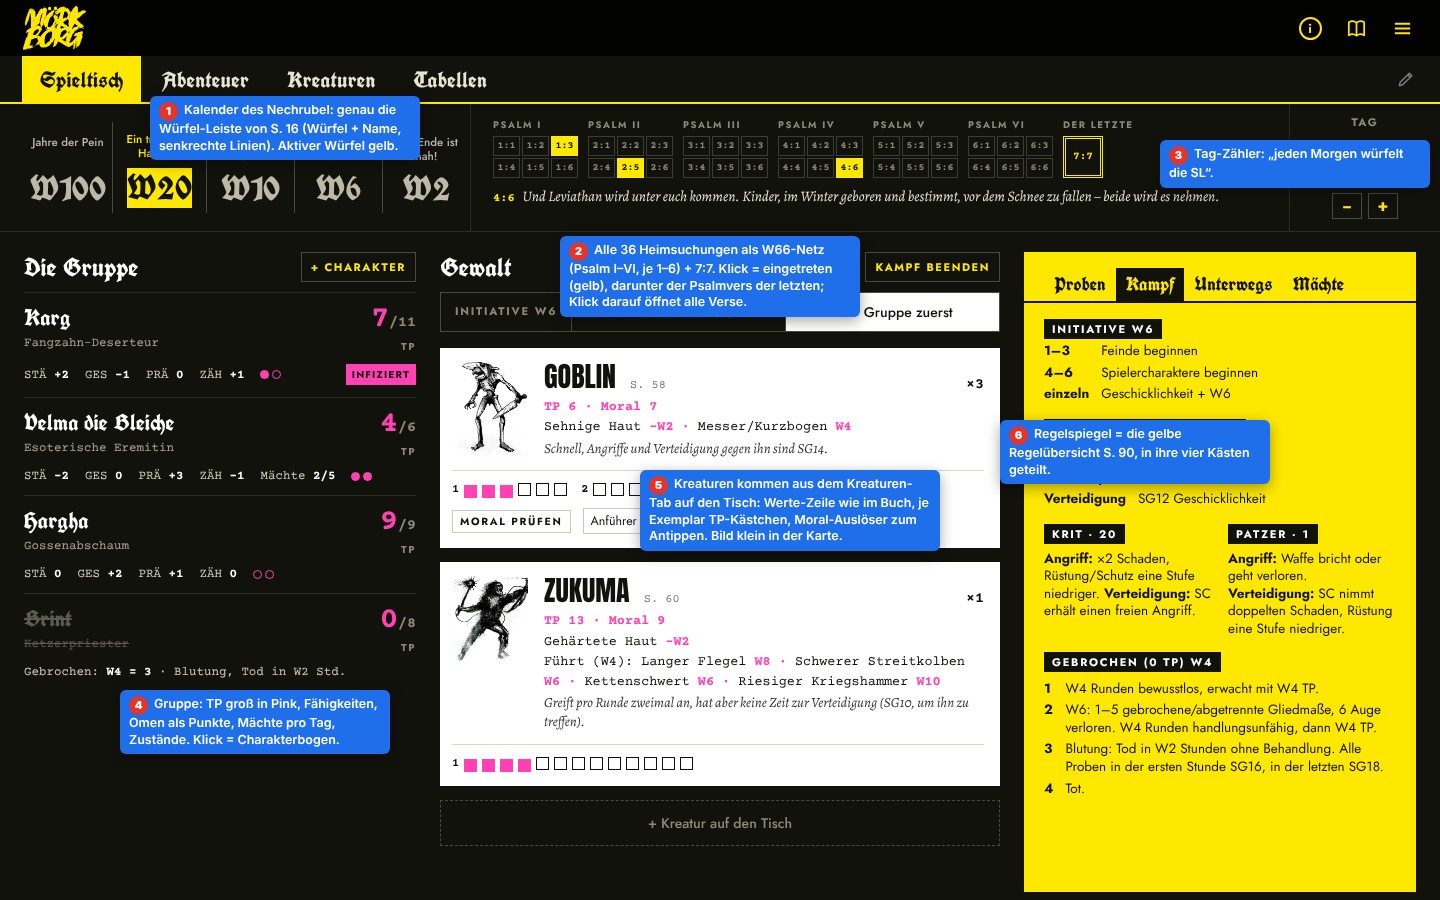 MÖRK
BORG
Spieltisch Abenteuer Kreaturen Tabellen
1 Kalender des Nechrubel: genau die
Würfel-Leiste von S. 16 (Würfel + Name,
senkrechte Linien). Aktiver Würfel gelb.
Jahre der Pein
Ein
Ende ist
nah!
W100 W20 W10 W6 W2
PSALM I PSALM II PSALM III PSALM IV PSALM V PSALM VI DER LETZTE
1:1 1:2 1:3 2:1 2:2 2:3 3:1 3:2 3:3 4:1 4:2 4:3 5:1 5:2 5:3 6:1 6:2 6:3
7:7
1:4 1:5 1:6 2:4 2:5 2:6 3:4 3:5 3:6 4:4 4:5 4:6 5:4 5:5 5:6 6:4 6:5 6:6
4:6 Und Leviathan wird unter euch kommen. Kinder, im Winter geboren und bestimmt, vor dem Schnee zu fallen – beide wird es nehmen.
TAG
3 Tag-Zähler: „jeden Morgen würfelt
die SL“.
− +
Die Gruppe
+ CHARAKTER
Karg 7/11
Fangzahn-Deserteur TP
STÄ +2 GES −1 PRÄ 0 ZÄH +1 INFIZIERT
Velma die Bleiche 4/6
Esoterische Eremitin TP
STÄ −2 GES 0 PRÄ +3 ZÄH −1 Mächte 2/5
Hargha 9/9
Gossenabschaum TP
STÄ 0 GES +2 PRÄ +1 ZÄH 0
Brint 0/8
Ketzerpriester TP
Gebrochen: W4 = 3 · Blutung, Tod in W2 Std.
4 Gruppe: TP groß in Pink, Fähigkeiten,
Omen als Punkte, Mächte pro Tag,
Zustände. Klick = Charakterbogen.
Gewalt
2 Alle 36 Heimsuchungen als W66-Netz
(Psalm I–VI, je 1–6) + 7:7. Klick = eingetreten
(gelb), darunter der Psalmvers der letzten;
Klick darauf öffnet alle Verse.
KAMPF BEENDEN
INITIATIVE W6
Gruppe zuerst
GOBLIN S. 58 ×3
TP 6 · Moral 7
Sehnige Haut −W2 · Messer/Kurzbogen W4
Schnell, Angriffe und Verteidigung gegen ihn sind SG14.
1 2
MORAL PRÜFEN Anführer
5 Kreaturen kommen aus dem Kreaturen-
Tab auf den Tisch: Werte-Zeile wie im Buch, je
Exemplar TP-Kästchen, Moral-Auslöser zum
Antippen. Bild klein in der Karte.
ZUKUMA S. 60 ×1
TP 13 · Moral 9
Gehärtete Haut −W2
Führt (W4): Langer Flegel W8 · Schwerer Streitkolben
W6 · Kettenschwert W6 · Riesiger Kriegshammer W10
Greift pro Runde zweimal an, hat aber keine Zeit zur Verteidigung (SG10, um ihn zu
treffen).
1
+ Kreatur auf den Tisch
Proben Kampf Unterwegs Mächte
INITIATIVE W6
1–3 Feinde beginnen
4–6 Spielercharaktere beginnen
einzeln Geschicklichkeit + W6
6 Regelspiegel = die gelbe
Regelübersicht S. 90, in ihre vier Kästen
geteilt.
Verteidigung SG12 Geschicklichkeit
KRIT · 20
Angriff: ×2 Schaden,
Rüstung/Schutz eine Stufe
niedriger. Verteidigung: SC
erhält einen freien Angriff.
PATZER · 1
Angriff: Waffe bricht oder
geht verloren.
Verteidigung: SC nimmt
doppelten Schaden, Rüstung
eine Stufe niedriger.
GEBROCHEN (0 TP) W4
1 W4 Runden bewusstlos, erwacht mit W4 TP.
2 W6: 1–5 gebrochene/abgetrennte Gliedmaße, 6 Auge
verloren. W4 Runden handlungsunfähig, dann W4 TP.
3 Blutung: Tod in W2 Stunden ohne Behandlung. Alle
Proben in der ersten Stunde SG16, in der letzten SG18.
4 Tot.